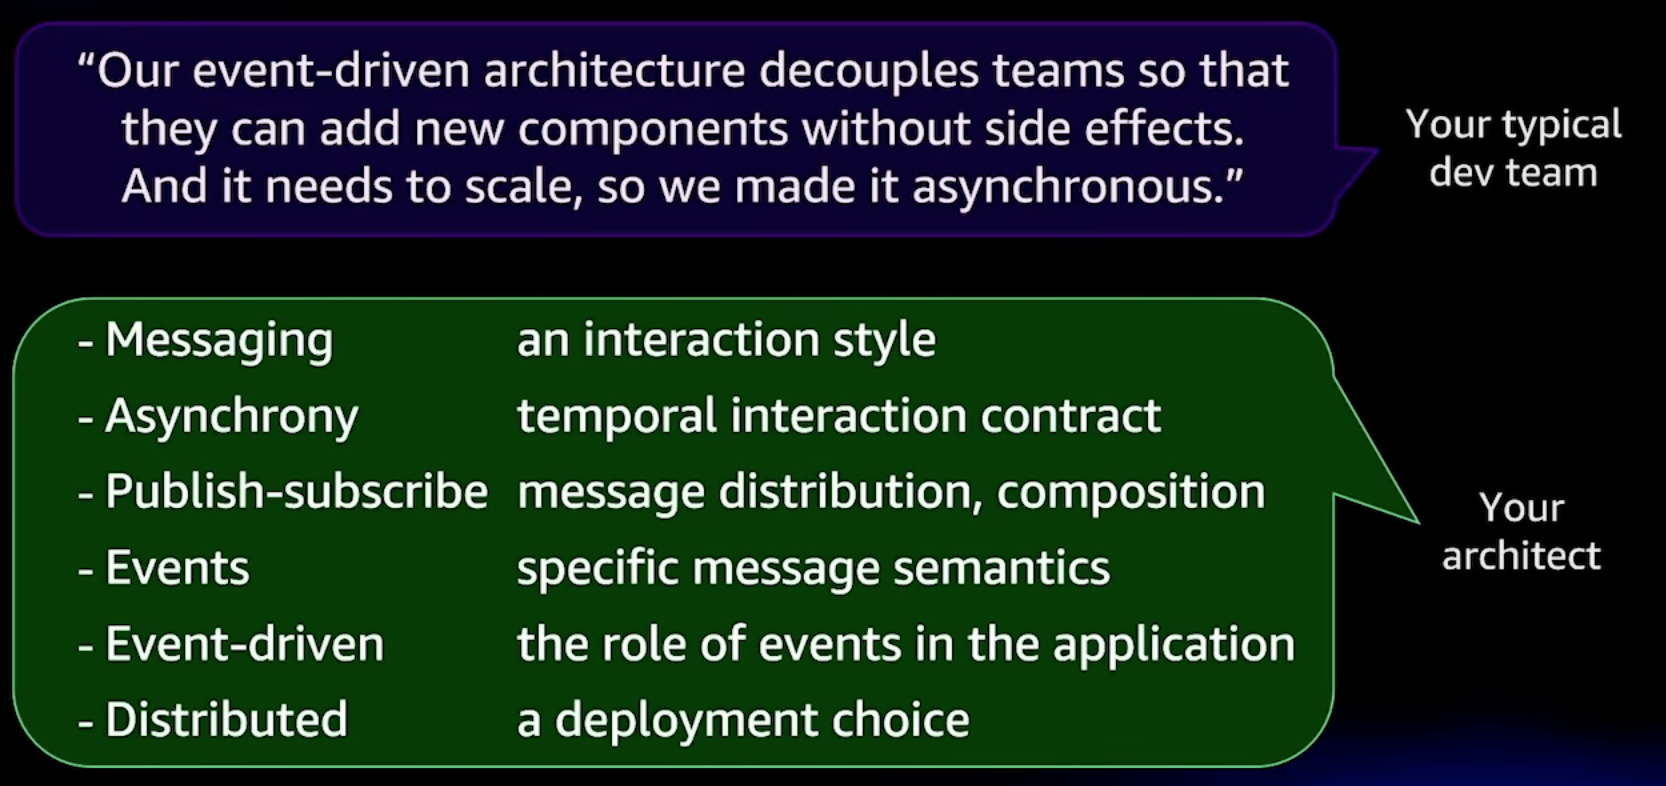 “Our event-driven architecture decouples teams so that
they can add new components without side effects.
And it needs to scale, so we made it asynchronous.”
Your typical
dev team
- Messaging an interaction style
- Asynchrony temporal interaction contract
- Publish-subscribe message distribution, composition
- Events specific message semantics
- Event-driven the role of events in the application
- Distributed a deployment choice
Your
architect